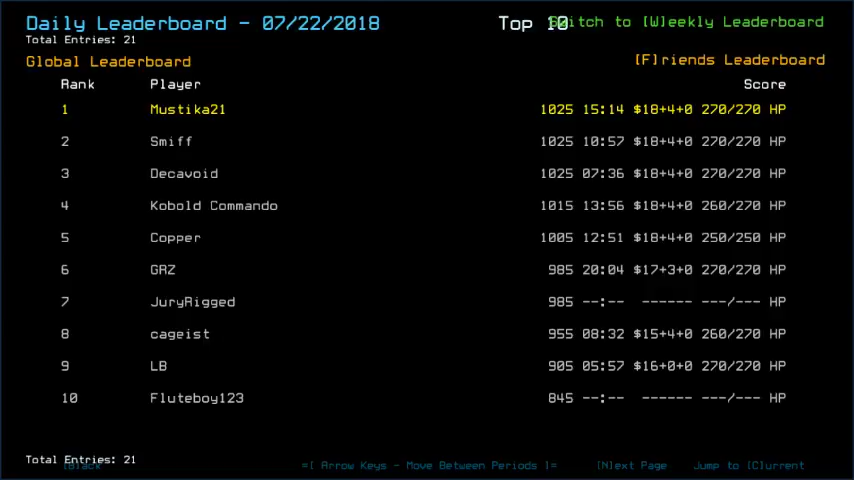 Daily Leaderboard - 07/22/2018 Top 10 Switch to [W]eekly Leaderboard
Total Entries: 21
Global Leaderboard [F]riends Leaderboard
Rank Player Score
1 Mustika21 1025 15:14 $18+4+0 270/270 HP
2 Smiff 1025 10:57 $18+4+0 270/270 HP
3 Decavoid 1025 07:36 $18+4+0 270/270 HP
4 Kobold Commando 1015 13:56 $18+4+0 260/270 HP
5 Copper 1005 12:51 $18+4+0 250/250 HP
6 GRZ 985 20:04 $17+3+0 270/270 HP
7 JuryRigged 985 --:-- ------ ---/--- HP
8 cageist 955 08:32 $15+4+0 260/270 HP
9 LB 905 05:57 $16+0+0 270/270 HP
10 Fluteboy123 845 --:-- ------ ---/--- HP
Total Entries: 21
[B]ack =[ Arrow Keys - Move Between Periods ]= [N]ext Page Jump to [C]urrent